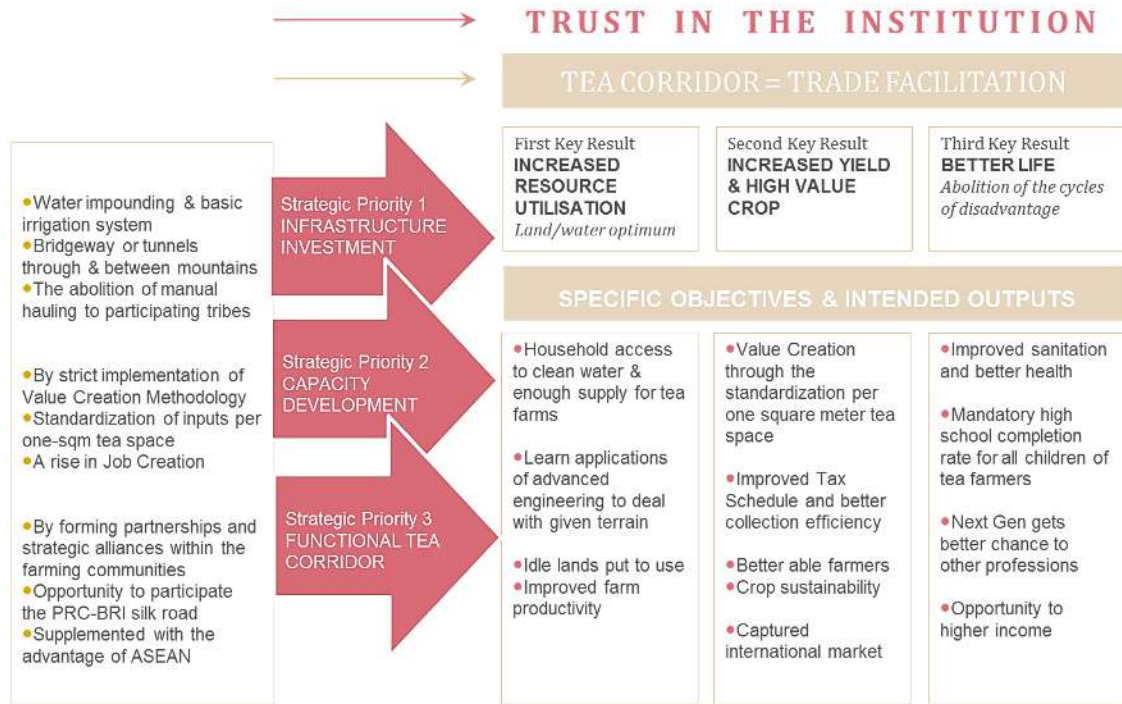 TRUST IN THE INSTITUTION
TEA CORRIDOR = TRADE FACILITATION
First Key Result
INCREASED
RESOURCE
UTILISATION
Land/water optimum
Second Key Result
INCREASED YIELD
& HIGH VALUE
CROP
Third Key Result
BETTER LIFE
Abolition of the cycles
of disadvantage
•Water impounding & basic
irrigation system
•Bridgeway or tunnels
through & between mountains
•The abolition of manual
hauling to participating tribes
•By strict implementation of
Value Creation Methodology
•Standardization of inputs per
one-sqm tea space
•A rise in Job Creation
•By forming partnerships and
strategic alliances within the
farming communities
•Opportunity to participate
the PRC-BRI silk road
•Supplemented with the
advantage of ASEAN
Strategic Priority 1
INFRASTRUCTURE
INVESTMENT
Strategic Priority 2
CAPACITY
DEVELOPMENT
Strategic Priority 3
FUNCTIONAL TEA
CORRIDOR
SPECIFIC OBJECTIVES & INTENDED OUTPUTS
•Household access
to clean water &
enough supply for tea
farms
•Learn applications
of advanced
engineering to deal
with given terrain
•Idle lands put to use
•Improved farm
productivity
•Value Creation
through the
standardization per
one square meter tea
space
•Improved Tax
Schedule and better
collection efficiency
•Better able farmers
•Crop sustainability
•Captured
international market
•Improved sanitation
and better health
•Mandatory high
school completion
rate for all children of
tea farmers
•Next Gen gets
better chance to
other professions
•Opportunity to
higher income